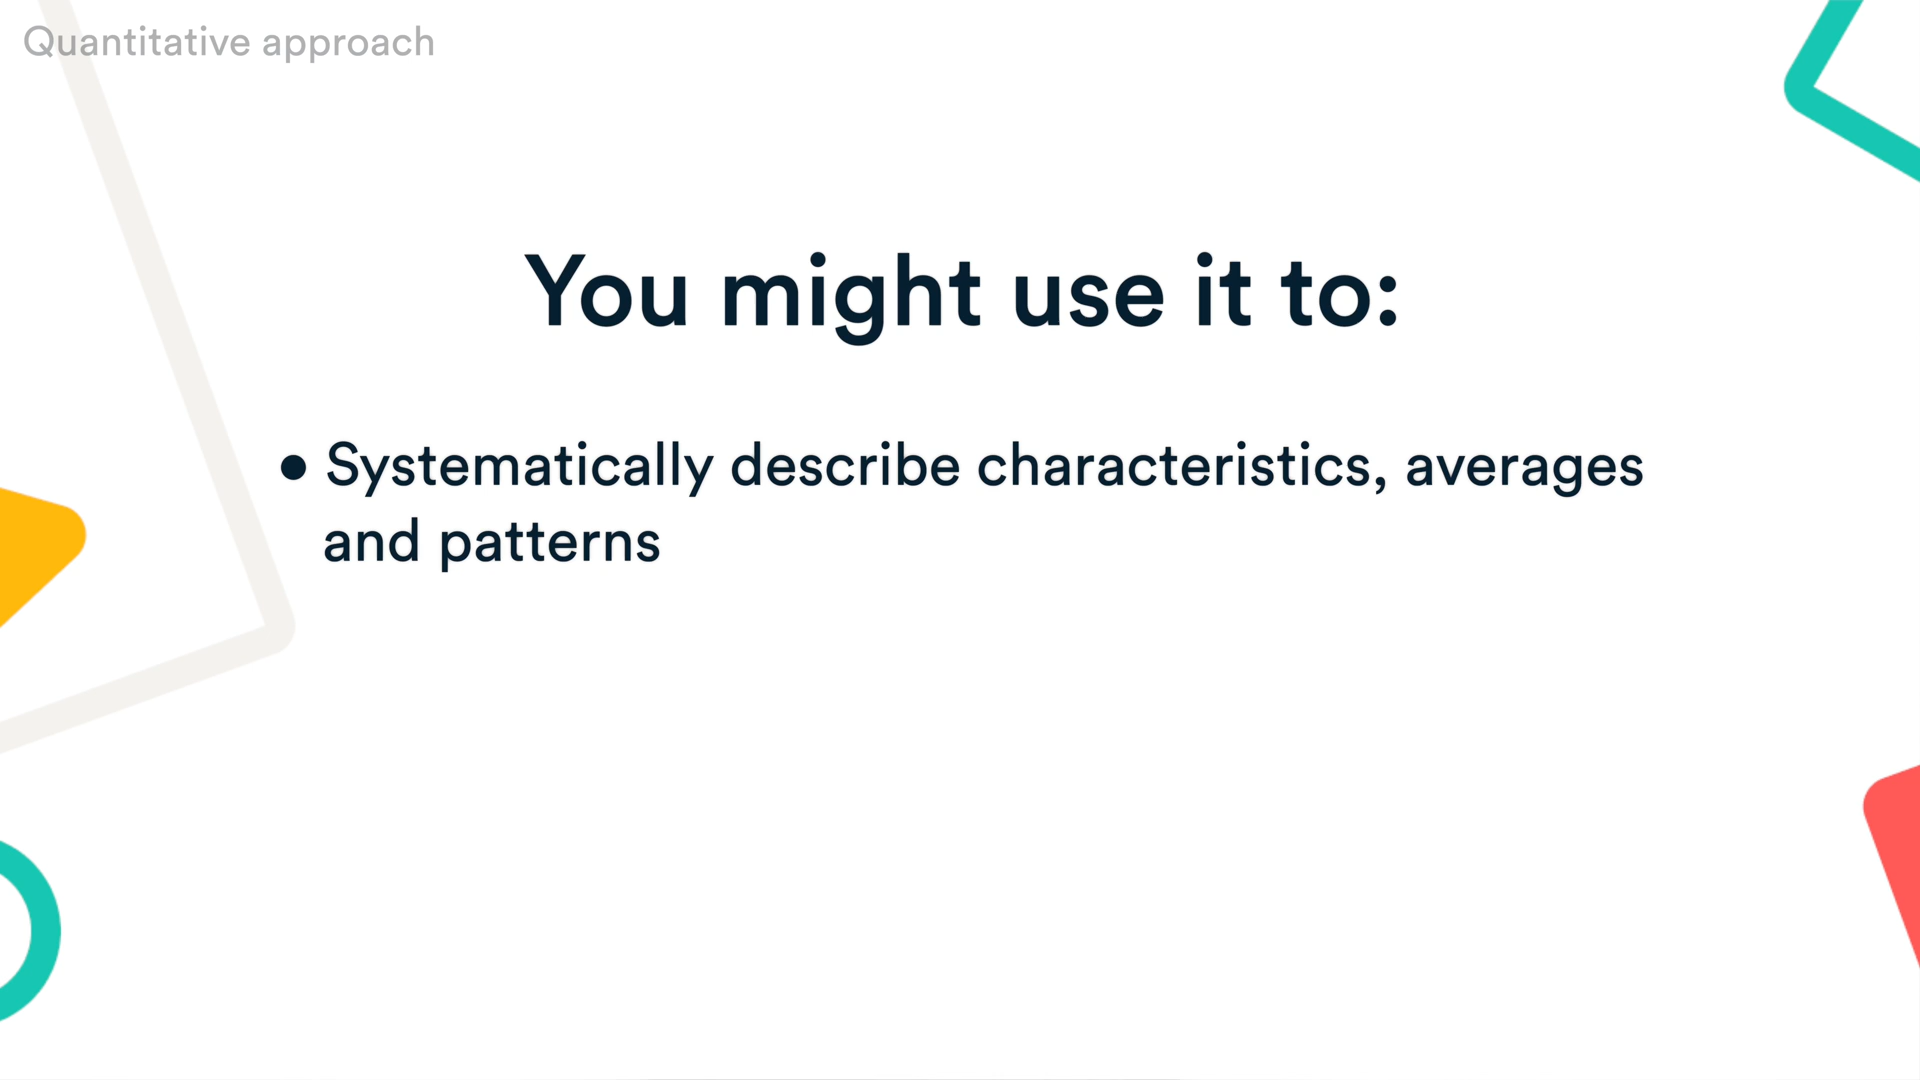 Quantitative approach
You might use it to:
• Systematically describe characteristics, averages
and patterns